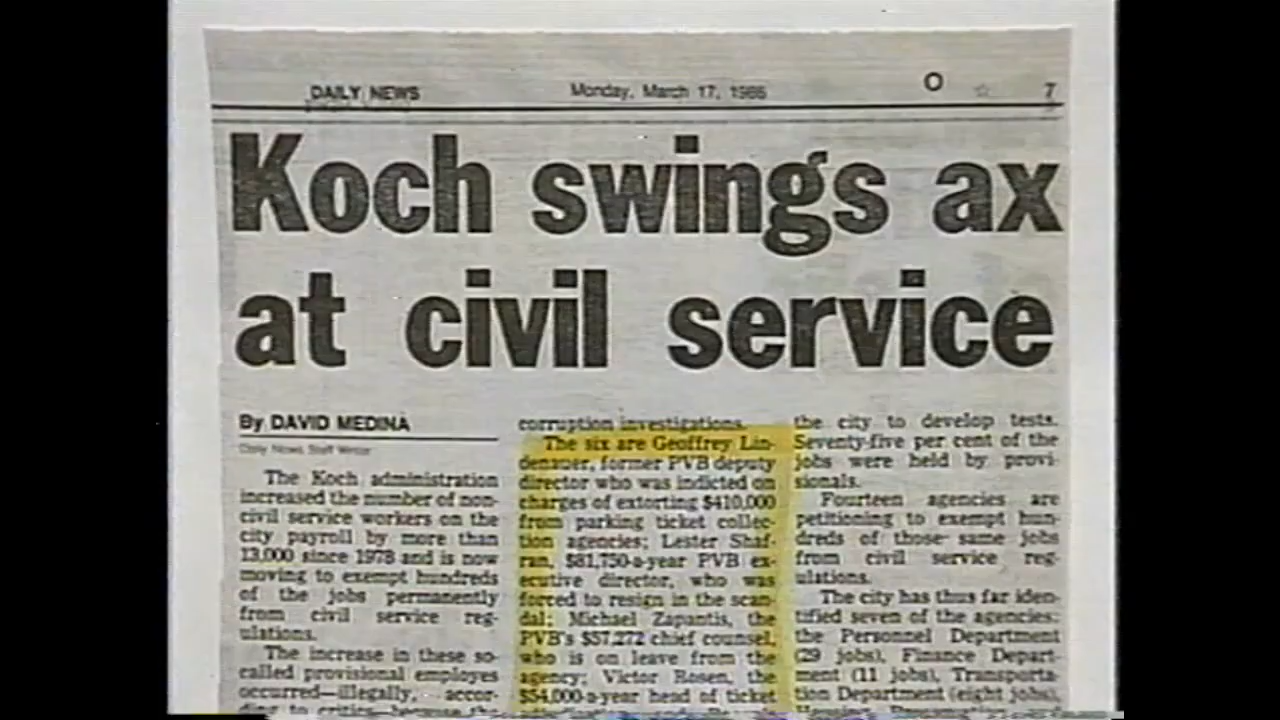 DAILY NEWS
Monday, March 17, 1986
O
☆
7
Koch swings ax
at civil service
By DAVID MEDINA
Daily News Staff Writer
The Koch administration
increased the number of non-
civil service workers on the
city payroll by more than
13,000 since 1978 and is now
moving to exempt hundreds
of the jobs permanently
from civil service reg-
ulations.
The increase in these so-
called provisional employes
occurred—illegally, accor-
ding to critics—because the
corruption investigations.
The six are Geoffrey Lin-
denauer, former PVB deputy
director who was indicted on
charges of extorting $410,000
from parking ticket collec-
tion agencies; Lester Shaf-
ran, $81,750-a-year PVB ex-
ecutive director, who was
forced to resign in the scan-
dal; Michael Zapantis, the
PVB's $57,272 chief counsel,
who is on leave from the
agency; Victor Rosen, the
$54,000-a-year head of ticket
the city to develop tests.
Seventy-five per cent of the
jobs were held by provi-
sionals.
Fourteen agencies are
petitioning to exempt hun-
dreds of those same jobs
from civil service reg-
ulations.
The city has thus far iden-
tified seven of the agencies:
the Personnel Department
(29 jobs), Finance Depart-
ment (11 jobs), Transporta-
tion Department (eight jobs),